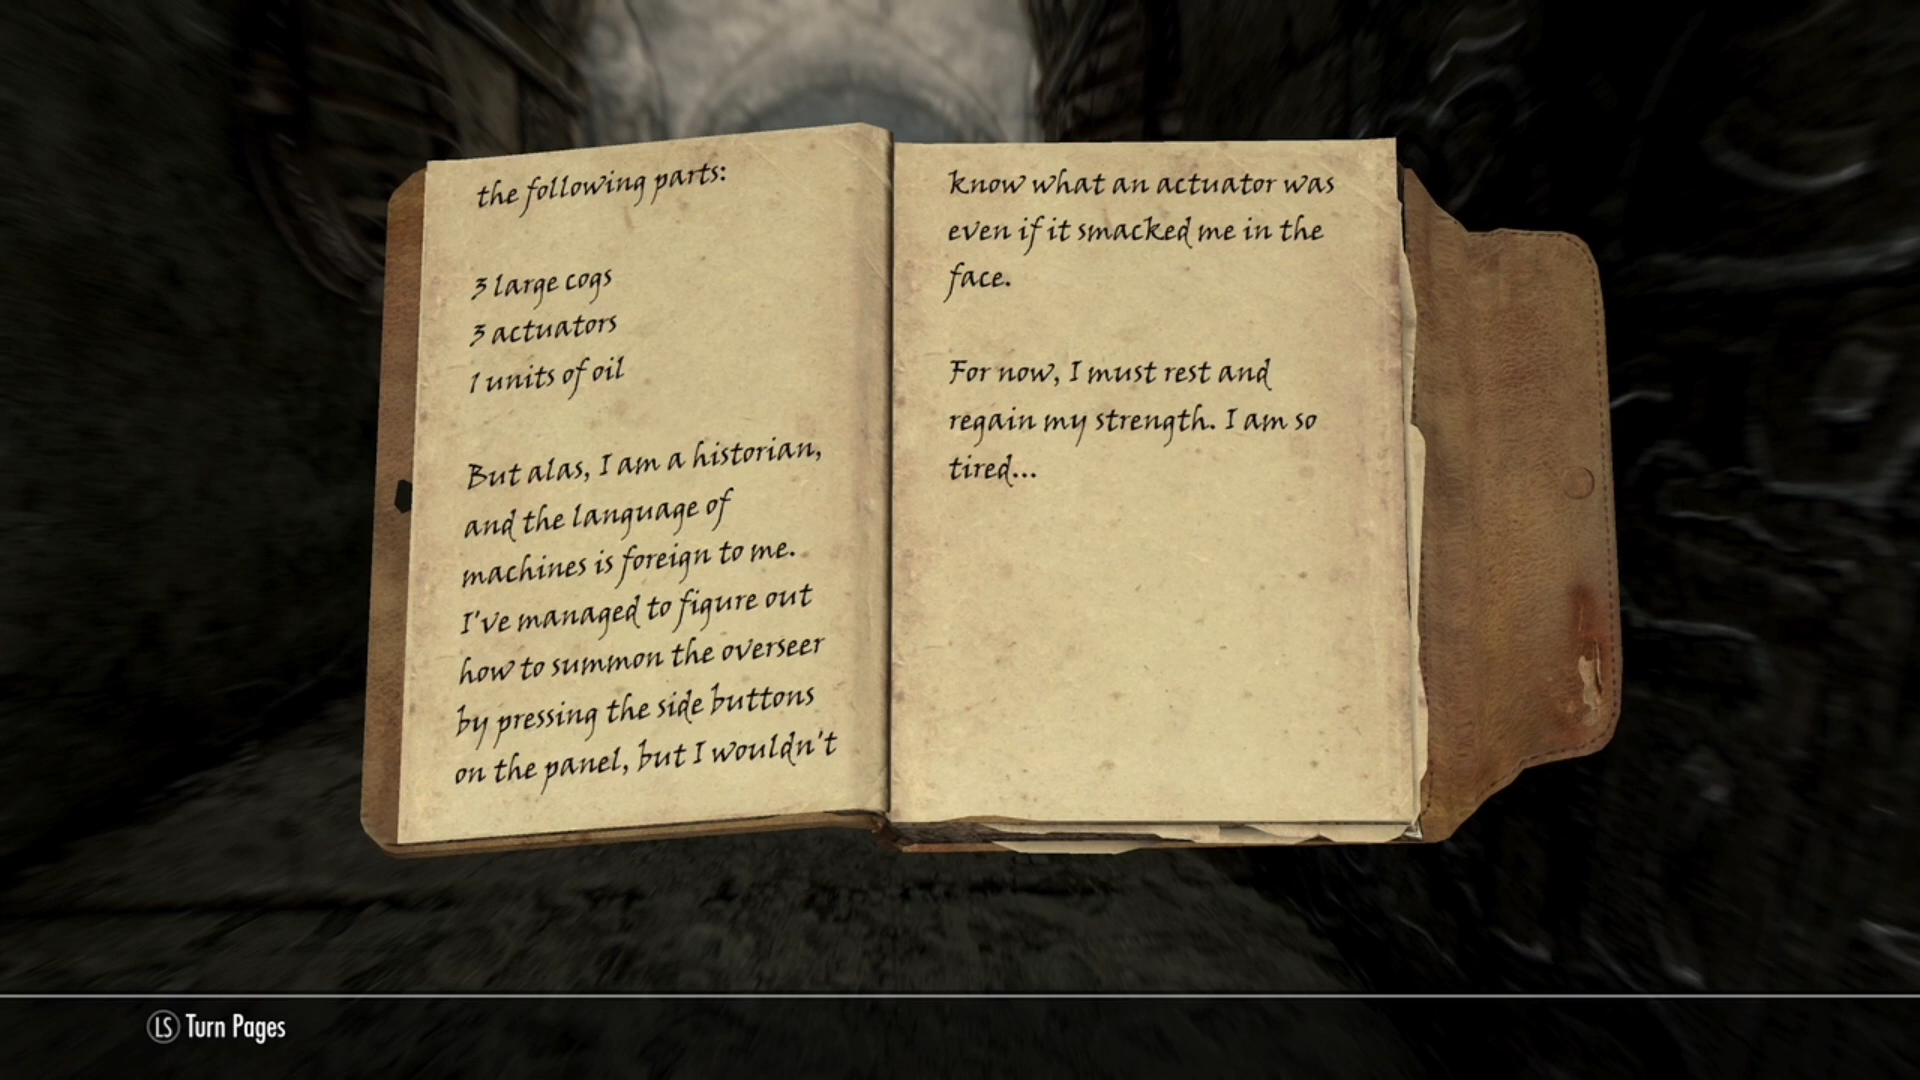 the following parts:
3 large cogs
3 actuators
1 units of oil
But alas, I am a historian,
and the language of
machines is foreign to me.
I've managed to figure out
how to summon the overseer
by pressing the side buttons
on the panel, but I wouldn't
know what an actuator was
even if it smacked me in the
face.
For now, I must rest and
regain my strength. I am so
tired...
LS Turn Pages